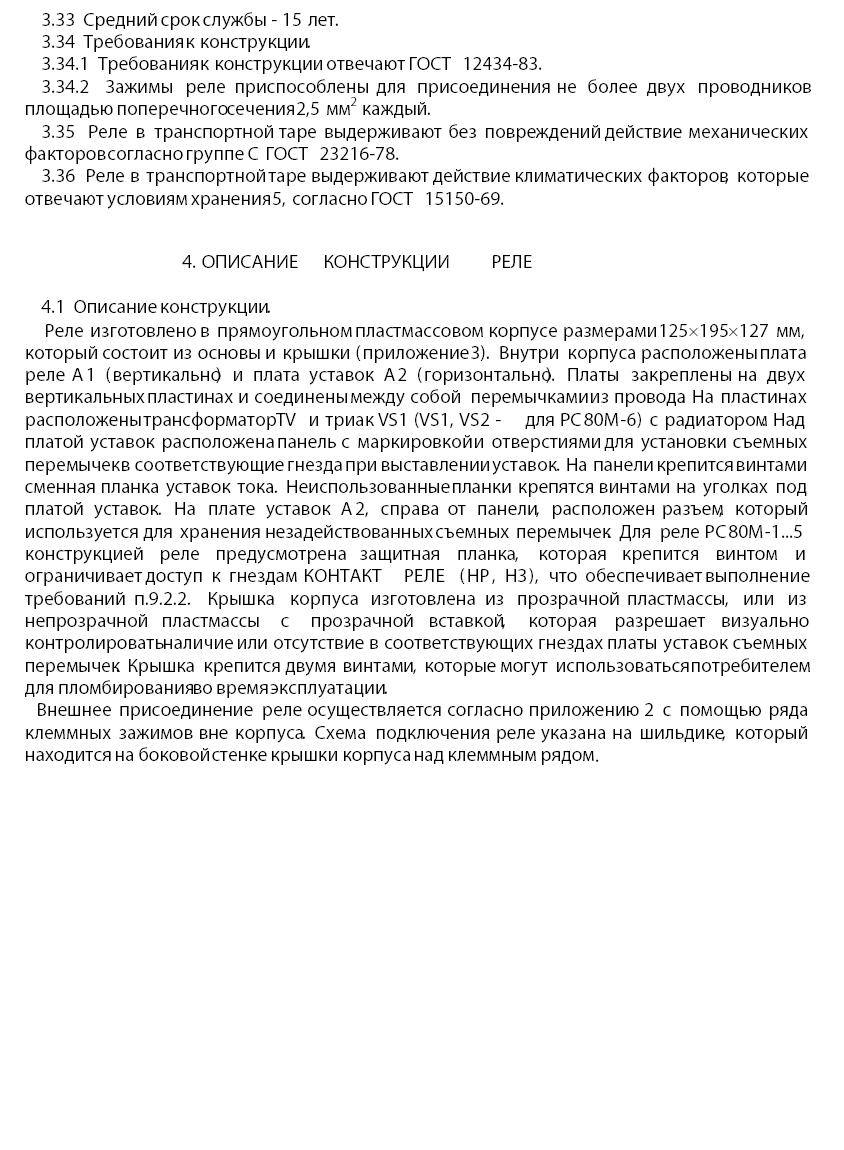 3.33 Средний срок службы - 15 лет.
3.34 Требования к конструкции.
3.34.1 Требования к конструкции отвечают ГОСТ 12434-83.
3.34.2 Зажимы реле приспособлены для присоединения не более двух проводников
площадью поперечного сечения 2,5 мм² каждый.
3.35 Реле в транспортной таре выдерживают без повреждений действие механических
факторов согласно группе С ГОСТ 23216-78.
3.36 Реле в транспортной таре выдерживают действие климатических факторов, которые
отвечают условиям хранения 5, согласно ГОСТ 15150-69.
4. ОПИСАНИЕ КОНСТРУКЦИИ РЕЛЕ
4.1 Описание конструкции.
Реле изготовлено в прямоугольном пластмассовом корпусе размерами 125×195×127 мм,
который состоит из основы и крышки (приложение 3). Внутри корпуса расположены плата
реле А1 (вертикально) и плата уставок А2 (горизонтально). Платы закреплены на двух
вертикальных пластинах и соединены между собой перемычками из провода. На пластинах
расположены трансформатор TV и триак VS1 (VS1, VS2 - для РС80М-6) с радиатором. Над
платой уставок расположена панель с маркировкой и отверстиями для установки съемных
перемычек в соответствующие гнезда при выставлении уставок. На панели крепится винтами
сменная планка уставок тока. Неиспользованные планки крепятся винтами на уголках под
платой уставок. На плате уставок А2, справа от панели, расположен разъем, который
используется для хранения незадействованных съемных перемычек. Для реле РС80М-1...5
конструкцией реле предусмотрена защитная планка, которая крепится винтом и
ограничивает доступ к гнездам КОНТАКТ РЕЛЕ (НР, НЗ), что обеспечивает выполнение
требований п.9.2.2. Крышка корпуса изготовлена из прозрачной пластмассы, или из
непрозрачной пластмассы с прозрачной вставкой, которая разрешает визуально
контролировать наличие или отсутствие в соответствующих гнездах платы уставок съемных
перемычек. Крышка крепится двумя винтами, которые могут использоваться потребителем
для пломбирования во время эксплуатации.
Внешнее присоединение реле осуществляется согласно приложению 2 с помощью ряда
клеммных зажимов вне корпуса. Схема подключения реле указана на шильдике, который
находится на боковой стенке крышки корпуса над клеммным рядом.